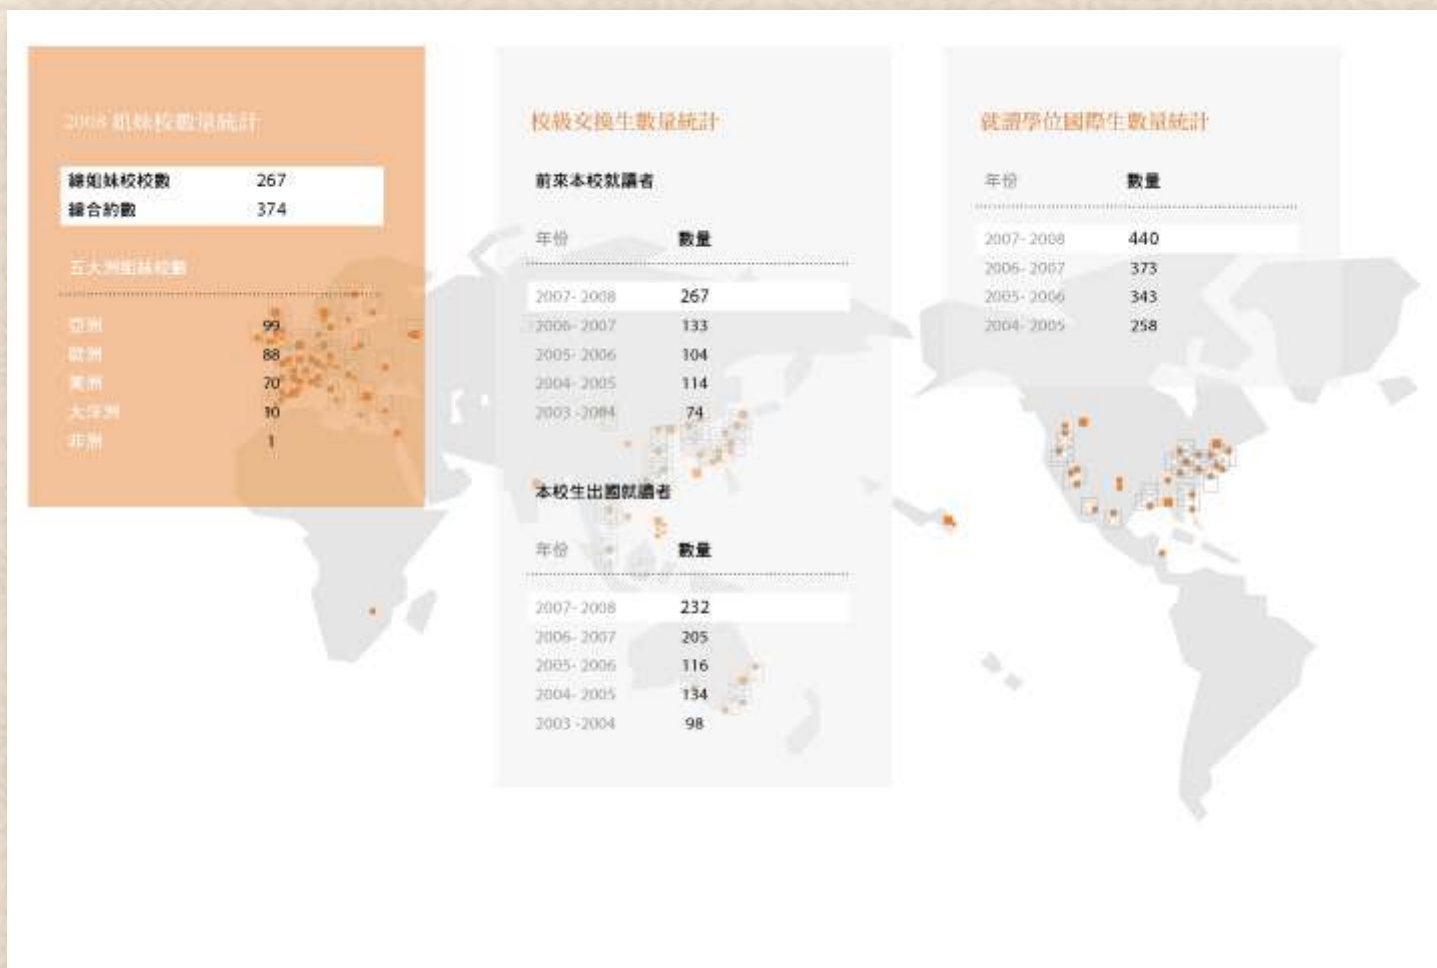 2008 姐妹校數量統計
總姐妹校校數 267
總合約數 374
五大洲姐妹校數
亞洲 99
歐洲 88
美洲 70
大洋洲 10
非洲 1
校級交換生數量統計
前來本校就讀者
年份 數量
2007- 2008 267
2006- 2007 133
2005- 2006 104
2004- 2005 114
2003 -2004 74
本校生出國就讀者
年份 數量
2007- 2008 232
2006- 2007 205
2005- 2006 116
2004- 2005 134
2003 -2004 98
就讀學位國際生數量統計
年份 數量
2007- 2008 440
2006- 2007 373
2005- 2006 343
2004- 2005 258